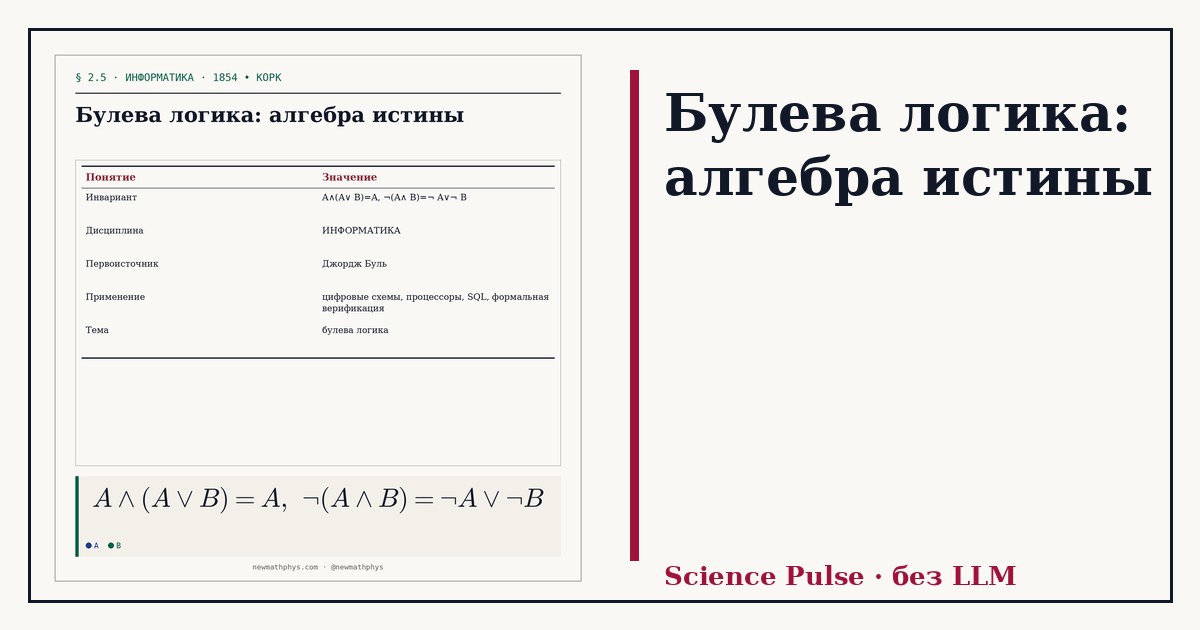 § 2.5 · ИНФОРМАТИКА · 1854 • КОРК
Булева логика: алгебра истины
Понятие Значение
Инвариант A∧(A∨ B)=A, ¬(A∧ B)=¬ A∨¬ B
Дисциплина ИНФОРМАТИКА
Первоисточник Джордж Буль
Применение цифровые схемы, процессоры, SQL, формальная
верификация
Тема булева логика
A ∧ (A ∨ B) = A, ¬(A ∧ B) = ¬A ∨ ¬B
A B
newmathphys.com · @newmathphys
Булева логика:
алгебра истины
Science Pulse · без LLM